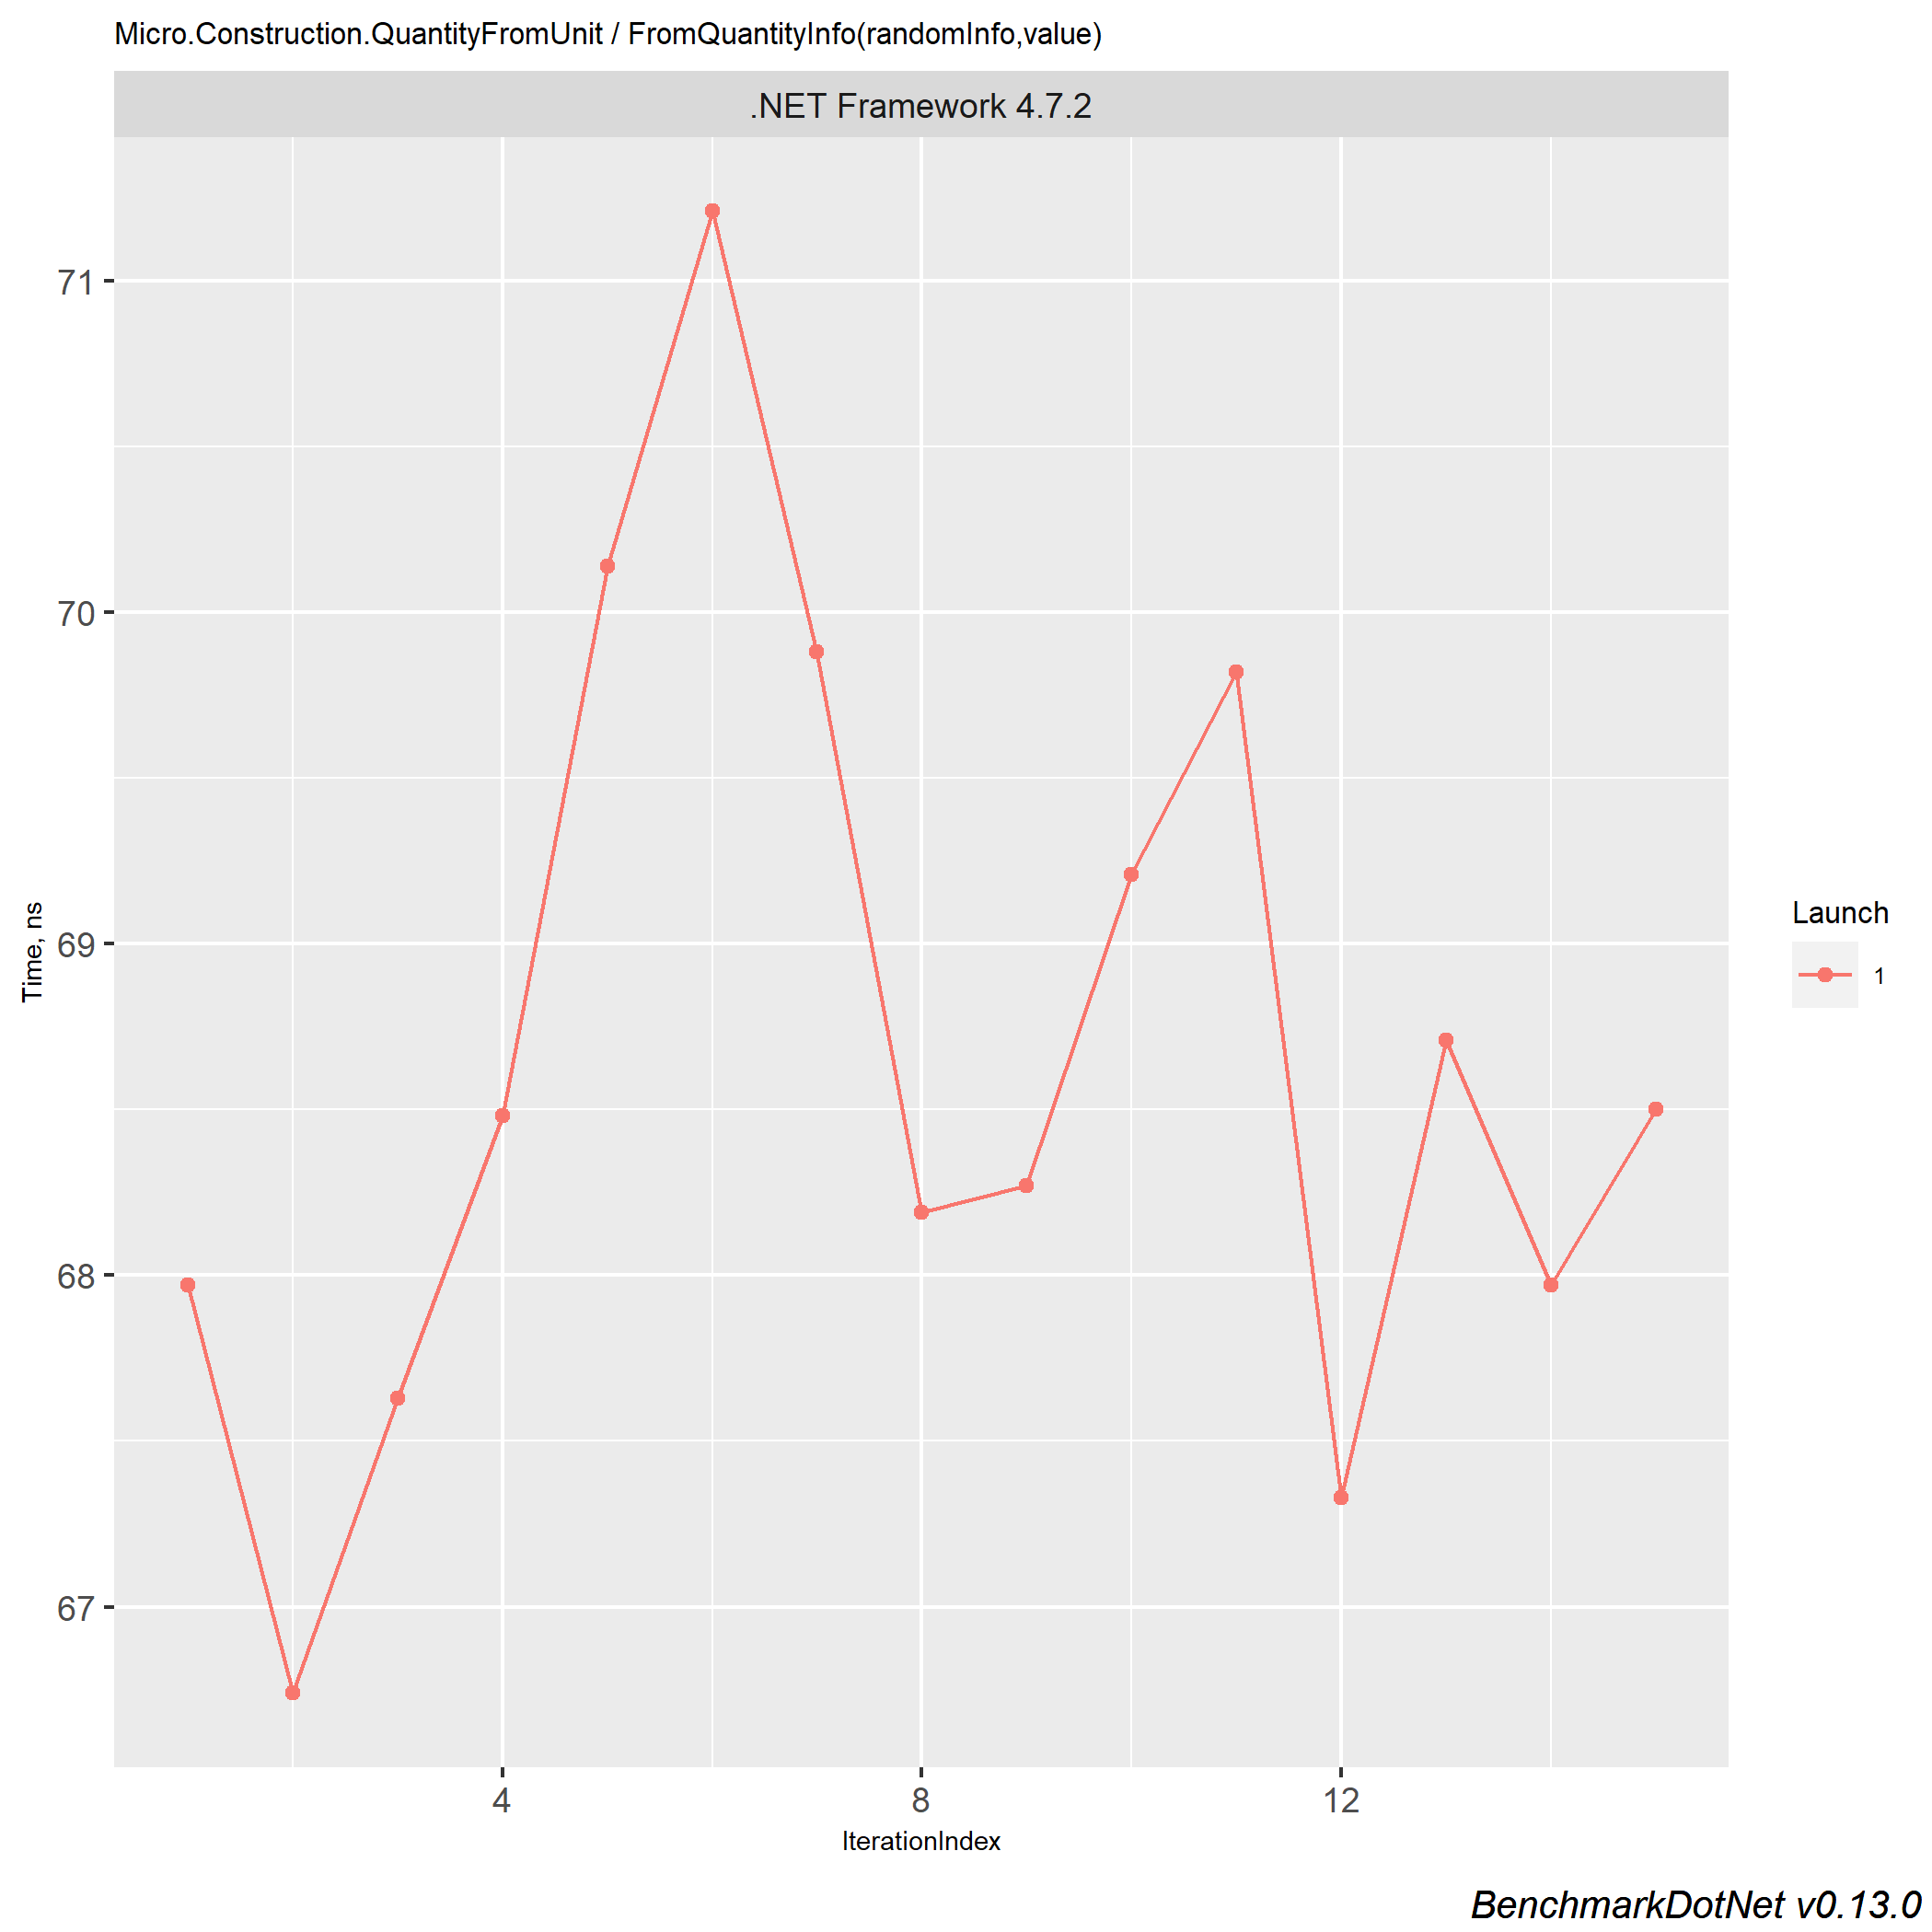 Micro.Construction.QuantityFromUnit / FromQuantityInfo(randomInfo,value)
.NET Framework 4.7.2
71
70
69
68
67
Time, ns
4 8 12
IterationIndex
Launch
1
BenchmarkDotNet v0.13.0